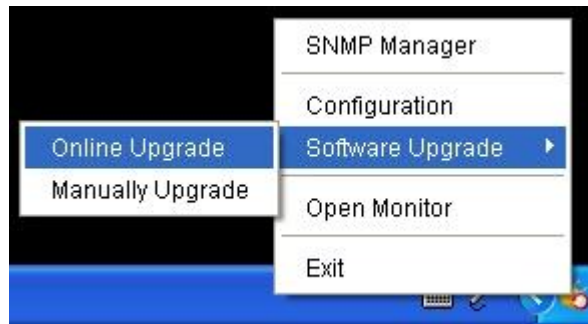 SNMP Manager
Configuration
Software Upgrade
Online Upgrade
Manually Upgrade
Open Monitor
Exit